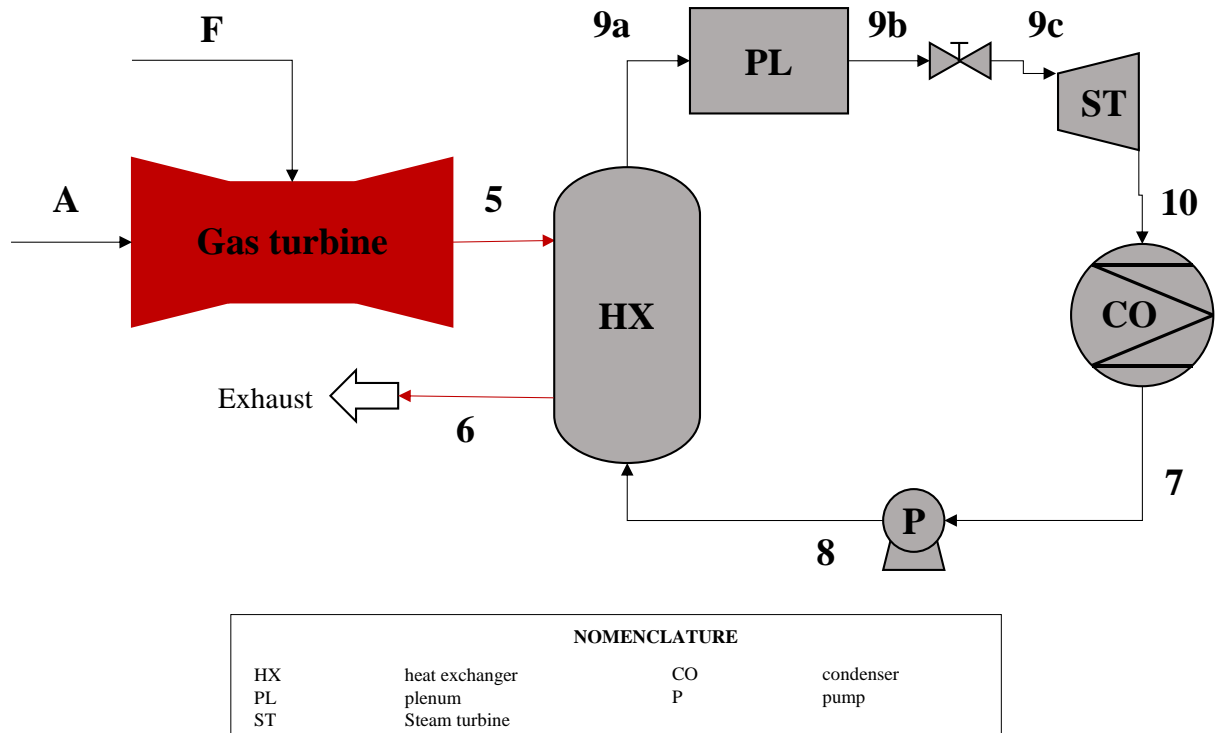 F
9a
9b
9c
PL
ST
A
5
Gas turbine
10
HX
CO
Exhaust
6
7
P
8
NOMENCLATURE
HX heat exchanger CO condenser
PL plenum P pump
ST Steam turbine